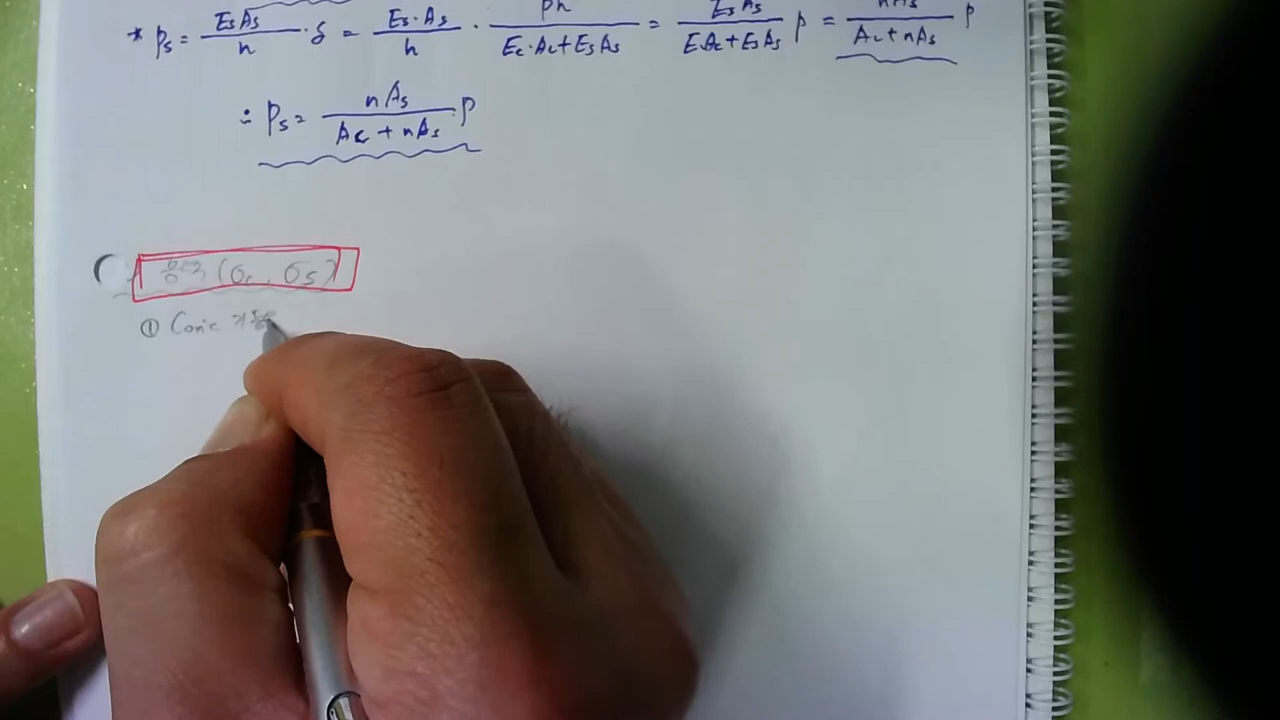 * Ps = EsAs/h · δ = Es·As/h · Ph/(Ec·Ac+EsAs) = EsAs/(EcAc+EsAs) P = nAs/(Ac+nAs) P
∴ Ps = nAs/(Ac + nAs) · P
응력 (σc, σs)
① Conc